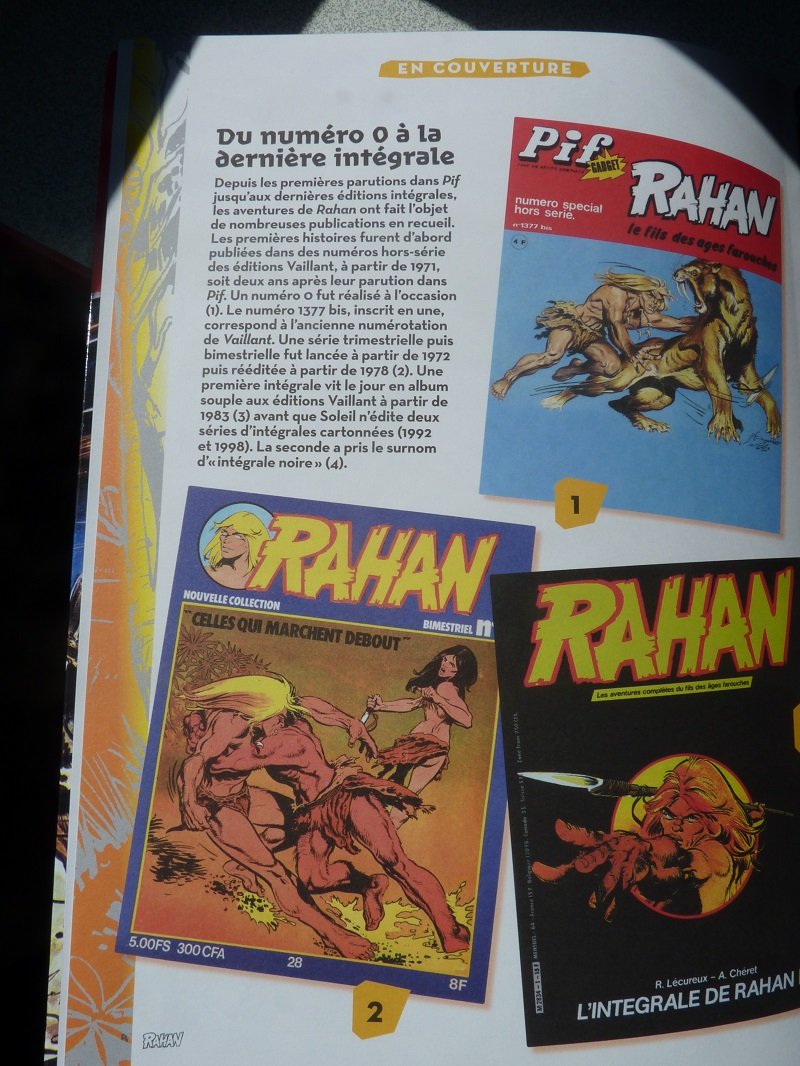 EN COUVERTURE
Du numéro 0 à la
dernière intégrale
Depuis les premières parutions dans Pif
jusqu'aux dernières éditions intégrales,
les aventures de Rahan ont fait l'objet
de nombreuses publications en recueil.
Les premières histoires furent d'abord
publiées dans des numéros hors-série
des éditions Vaillant, à partir de 1971,
soit deux ans après leur parution dans
Pif. Un numéro 0 fut réalisé à l'occasion
(1). Le numéro 1377 bis, inscrit en une,
correspond à l'ancienne numérotation
de Vaillant. Une série trimestrielle puis
bimestrielle fut lancée à partir de 1972
puis rééditée à partir de 1978 (2). Une
première intégrale vit le jour en album
souple aux éditions Vaillant à partir de
1983 (3) avant que Soleil n'édite deux
séries d'intégrales cartonnées (1992
et 1998). La seconde a pris le surnom
d'« intégrale noire » (4).
Pif
GADGET
numero special
hors serie.
n°1377 bis
4 F
RAHAN
le fils des ages farouches
1
RAHAN
NOUVELLE COLLECTION
BIMESTRIEL n°
"CELLES QUI MARCHENT DEBOUT"
5.00FS 300CFA
28
8F
2
RAHAN
Les aventures complètes du fils des âges farouches
R. Lécureux - A. Chéret
L'INTEGRALE DE RAHAN
RAHAN